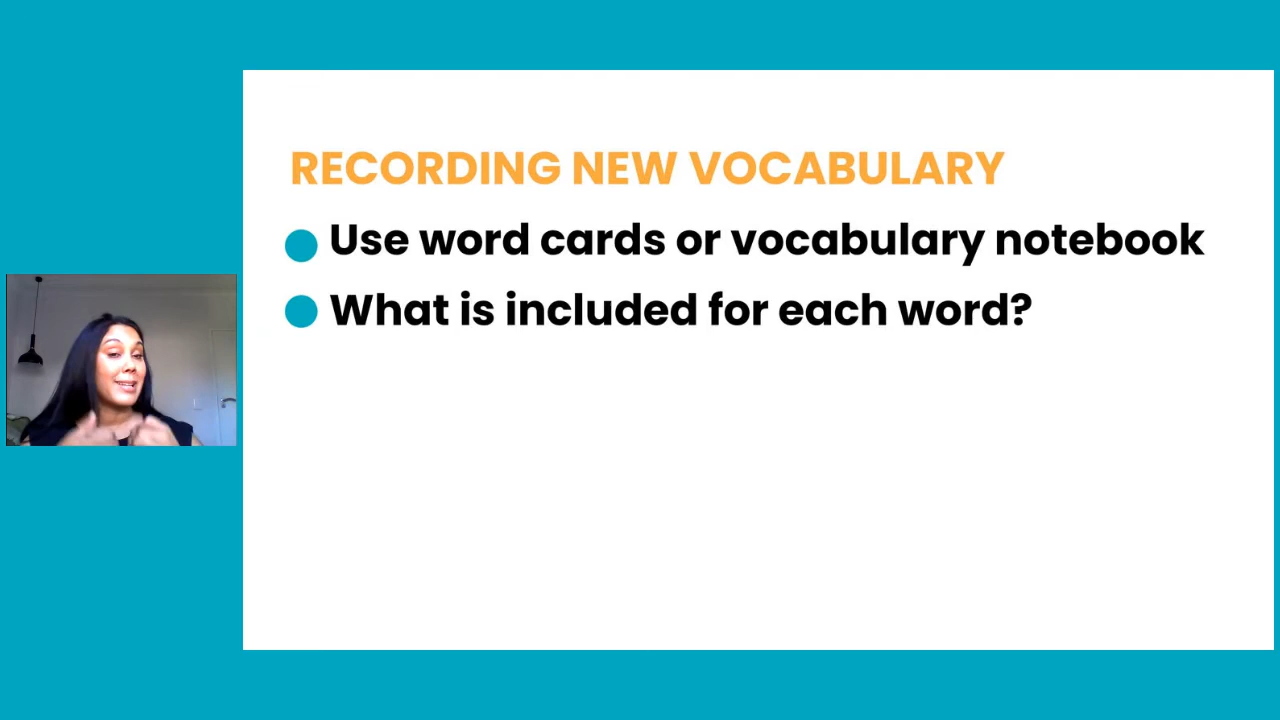 RECORDING NEW VOCABULARY
Use word cards or vocabulary notebook
What is included for each word?